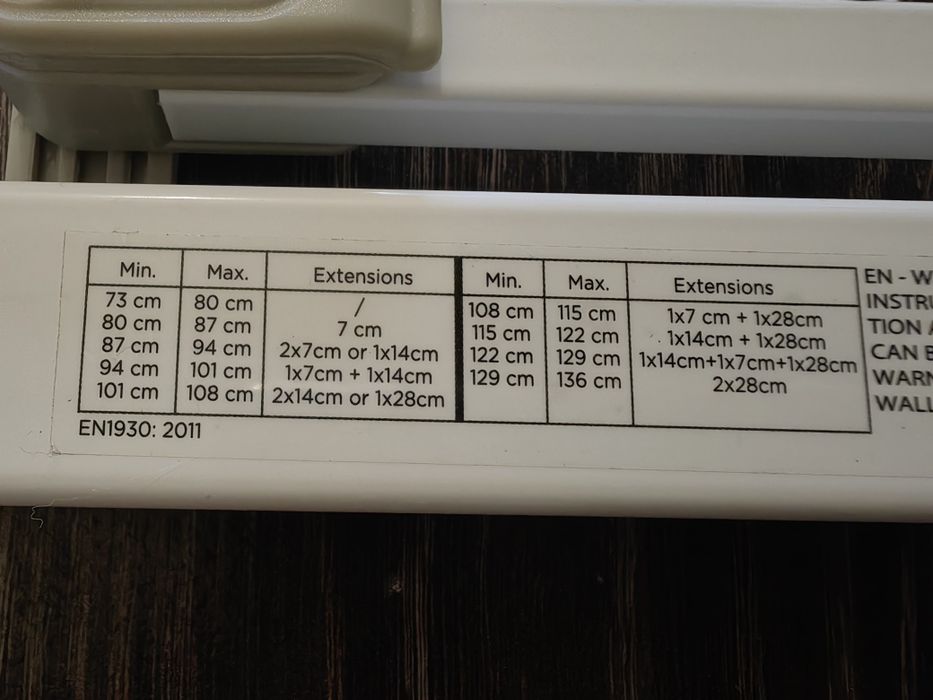 Min. Max. Extensions Min. Max. Extensions
73 cm 80 cm / 108 cm 115 cm 1x7 cm + 1x28cm
80 cm 87 cm 7 cm 115 cm 122 cm 1x14cm + 1x28cm
87 cm 94 cm 2x7cm or 1x14cm 122 cm 129 cm 1x14cm+1x7cm+1x28cm
94 cm 101 cm 1x7cm + 1x14cm 129 cm 136 cm 2x28cm
101 cm 108 cm 2x14cm or 1x28cm
EN1930: 2011
EN - W
INSTRU
TION A
CAN B
WARN
WALL